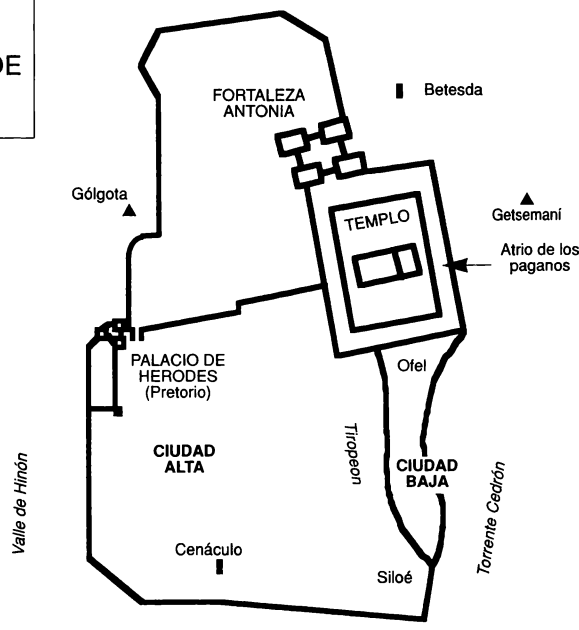 DE
FORTALEZA
ANTONIA
Betesda
Gólgota
TEMPLO
Getsemaní
Atrio de los
paganos
PALACIO DE
HERODES
(Pretorio)
Ofel
CIUDAD
ALTA
Tiropeon
CIUDAD
BAJA
Valle de Hinón
Torrente Cedrón
Cenáculo
Siloé